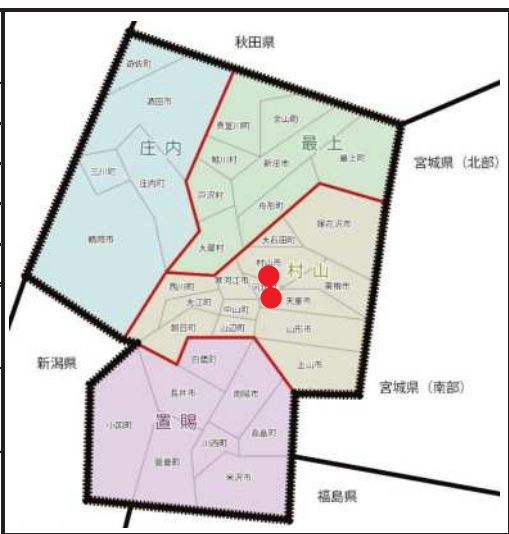 秋田県
遊佐町
酒田市
金山町
真室川町
庄内
最上
鮭川村
新庄市
最上町
宮城県（北部）
三川町
庄内町
戸沢村
舟形町
鶴岡市
尾花沢市
大石田町
大蔵村
村山市
村山
西川町
寒河江市
東根市
大江町
天童市
中山町
朝日町
山辺町
山形市
新潟県
白鷹町
上山市
宮城県（南部）
長井市
南陽市
置賜
小国町
高畠町
川西町
飯豊町
米沢市
福島県